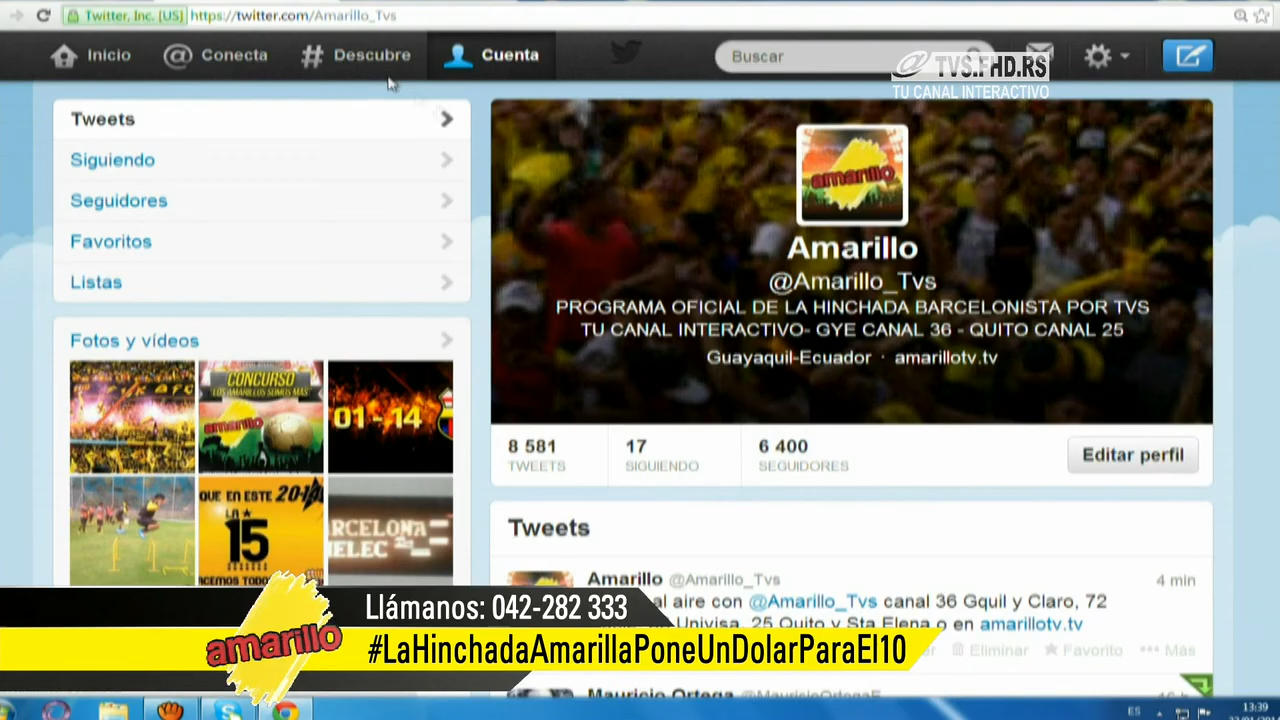 Twitter, Inc. [US] https://twitter.com/Amarillo_Tvs
Inicio Conecta Descubre Cuenta Buscar
@ TVS.FHD.RS
TU CANAL INTERACTIVO
Tweets
Siguiendo
Seguidores
Favoritos
Listas
Fotos y vídeos
CONCURSO
"LOS AMARILLOS SOMOS MAS"
amarillo
01-14
QUE EN ESTE 2014
LA
15
amarillo
Amarillo
@Amarillo_Tvs
PROGRAMA OFICIAL DE LA HINCHADA BARCELONISTA POR TVS
TU CANAL INTERACTIVO- GYE CANAL 36 - QUITO CANAL 25
Guayaquil-Ecuador · amarillotv.tv
8 581 17 6 400
TWEETS SIGUIENDO SEGUIDORES
Editar perfil
Tweets
Amarillo @Amarillo_Tvs 4 min
al aire con @Amarillo_Tvs canal 36 Gquil y Claro, 72
Univisa, 25 Quito y Sta Elena o en amarillotv.tv
Eliminar Favorito Más
Mauricio Ortega
Llámanos: 042-282 333
amarillo
#LaHinchadaAmarillaPoneUnDolarParaEl10
ES 13:39